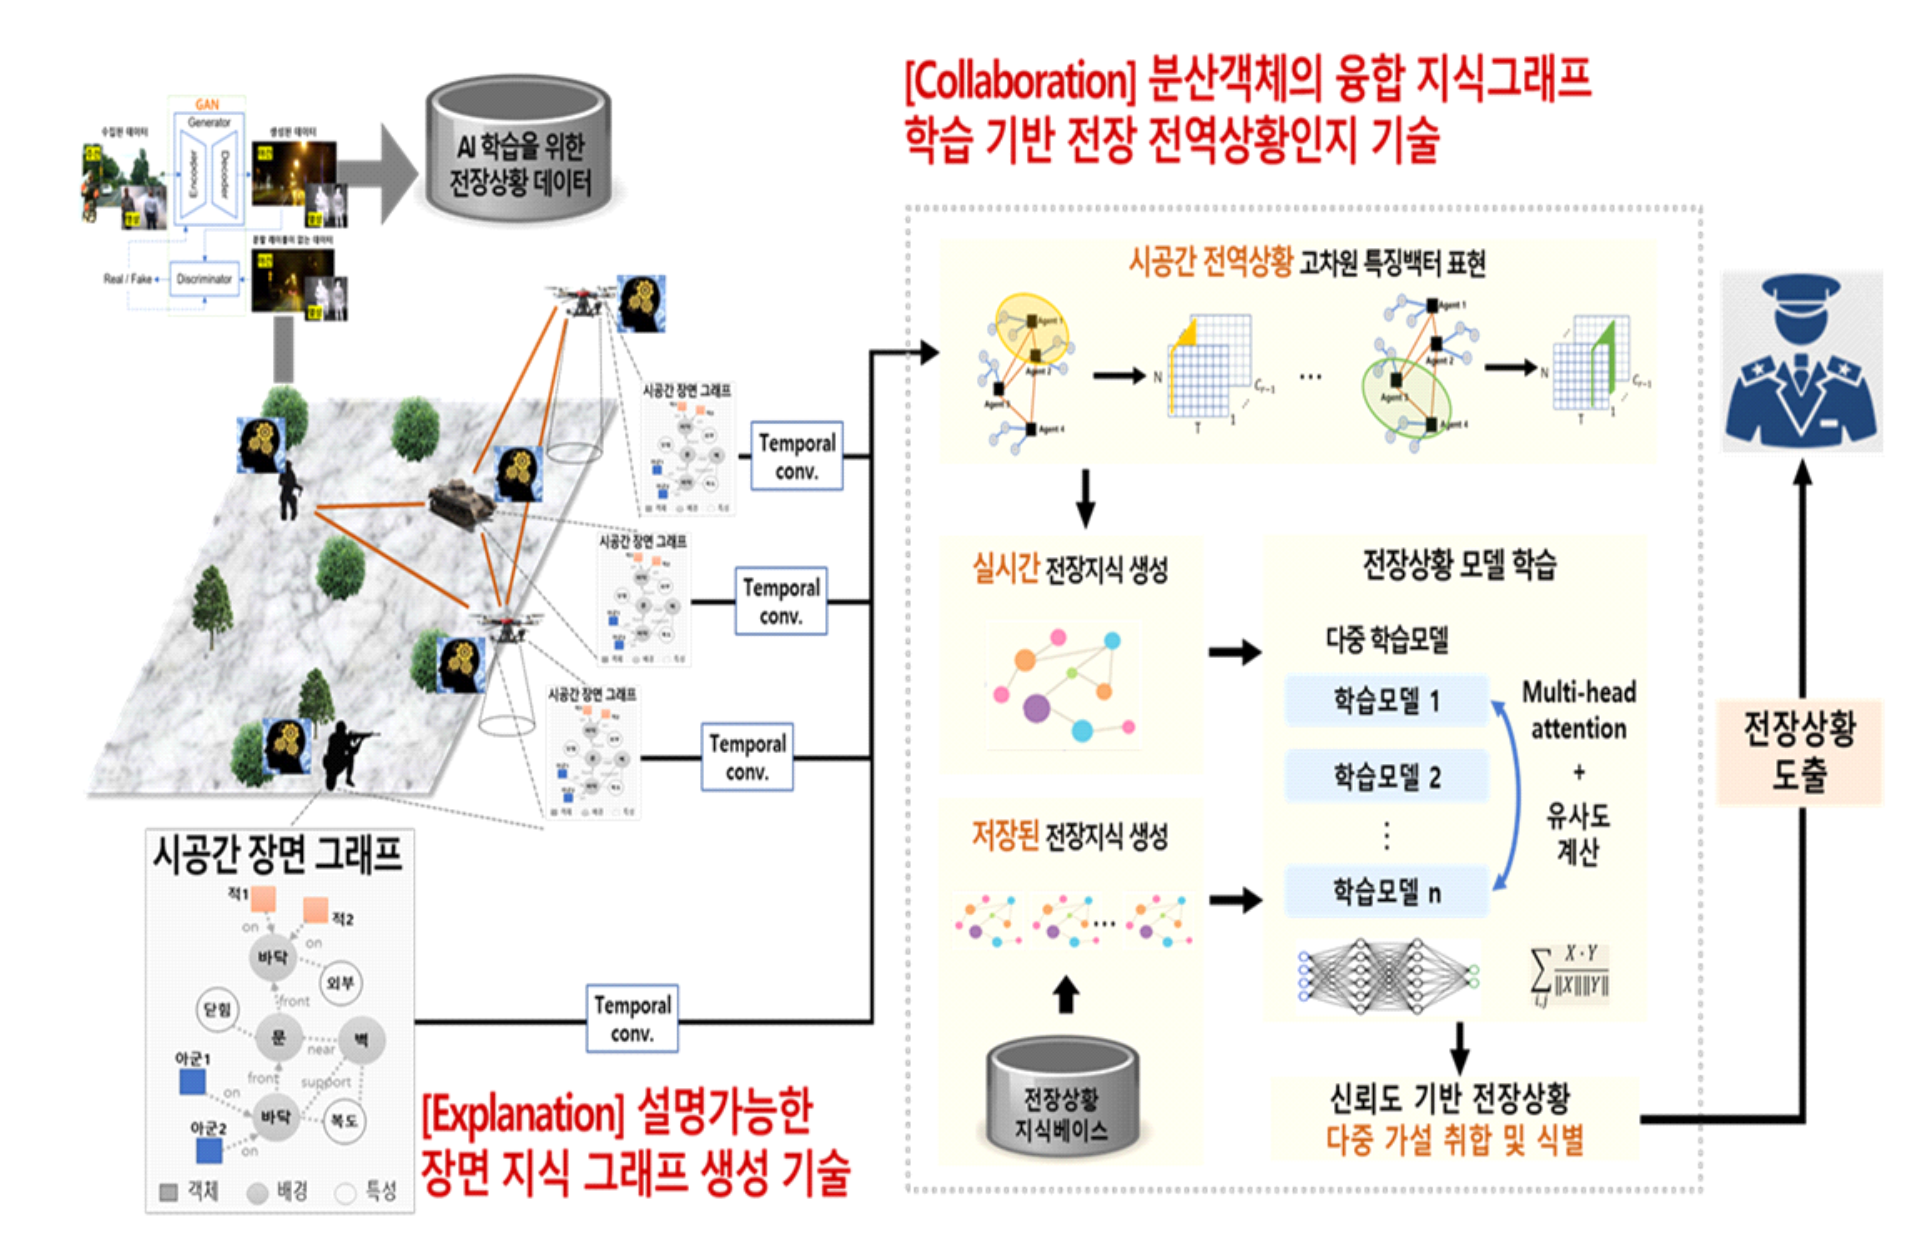 [Collaboration] 분산객체의 융합 지식그래프
학습 기반 전장 전역상황인지 기술
GAN
수집된 데이터
Generator
생성된 데이터
Encoder
Decoder
Real / Fake
Discriminator
AI 학습을 위한
전장상황 데이터
시공간 장면 그래프
Temporal
conv.
시공간 장면 그래프
Temporal
conv.
시공간 장면 그래프
Temporal
conv.
시공간 장면 그래프
적1
적2
on
on
바닥
외부
front
닫힘
문
벽
near
아군1
front
support
on
바닥
복도
아군2
on
객체
배경
특성
Temporal
conv.
[Explanation] 설명가능한
장면 지식 그래프 생성 기술
시공간 전역상황 고차원 특징백터 표현
Agent 1
Agent 2
Agent 3
Agent 4
N
T
1
...
Agent 1
Agent 2
Agent 3
Agent 4
N
T
1
실시간 전장지식 생성
전장상황 모델 학습
다중 학습모델
학습모델 1
학습모델 2
⋮
학습모델 n
Multi-head
attention
+
유사도
계산
저장된 전장지식 생성
...
전장상황
지식베이스
∑i,j X · Y / ||X||||Y||
신뢰도 기반 전장상황
다중 가설 취합 및 식별
전장상황
도출